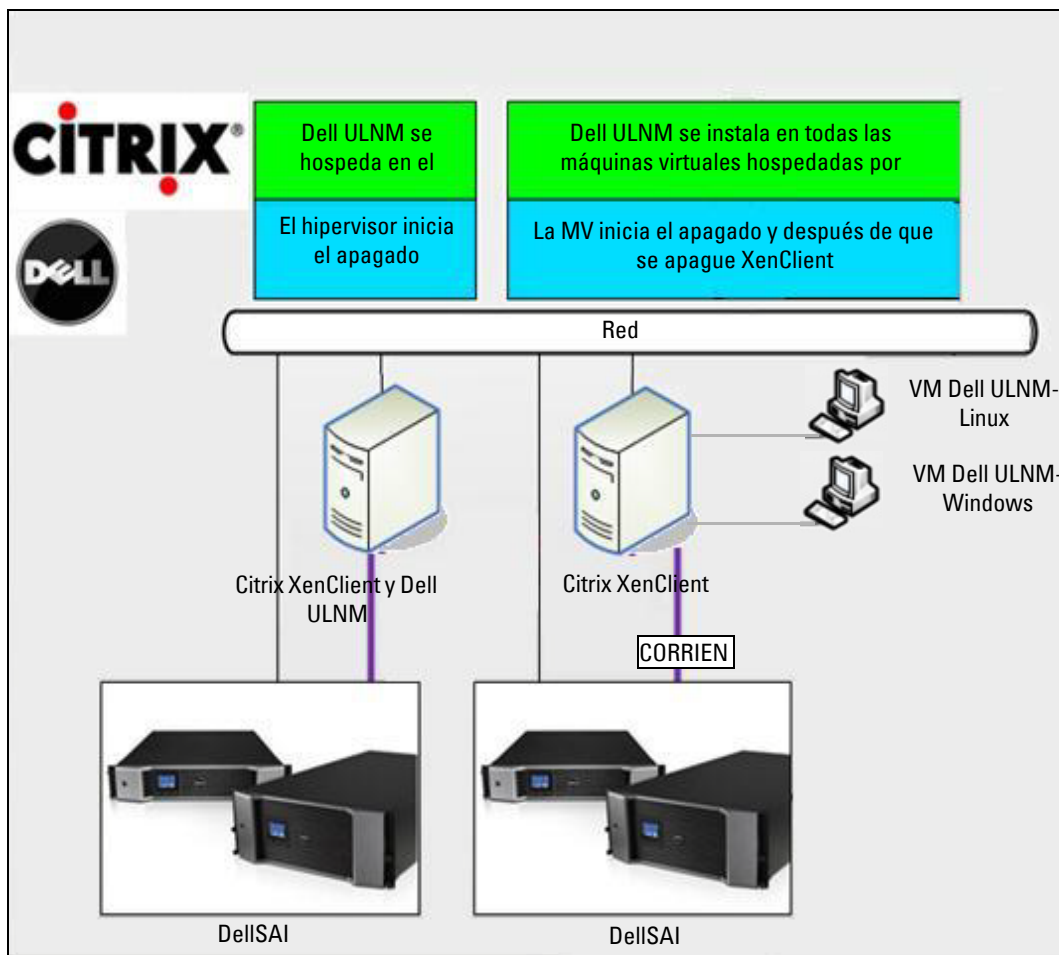 CITRIX®
DELL
Dell ULNM se
hospeda en el
El hipervisor inicia
el apagado
Dell ULNM se instala en todas las
máquinas virtuales hospedadas por
La MV inicia el apagado y después de que
se apague XenClient
Red
VM Dell ULNM-
Linux
VM Dell ULNM-
Windows
Citrix XenClient y Dell
ULNM
Citrix XenClient
CORRIEN
DellSAI
DellSAI